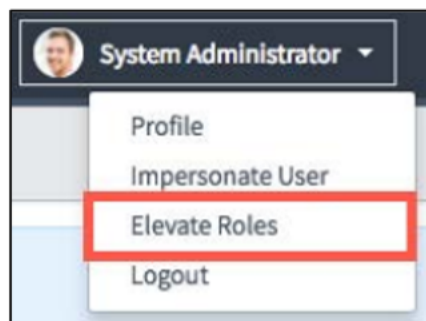 System Administrator
Profile
Impersonate User
Elevate Roles
Logout